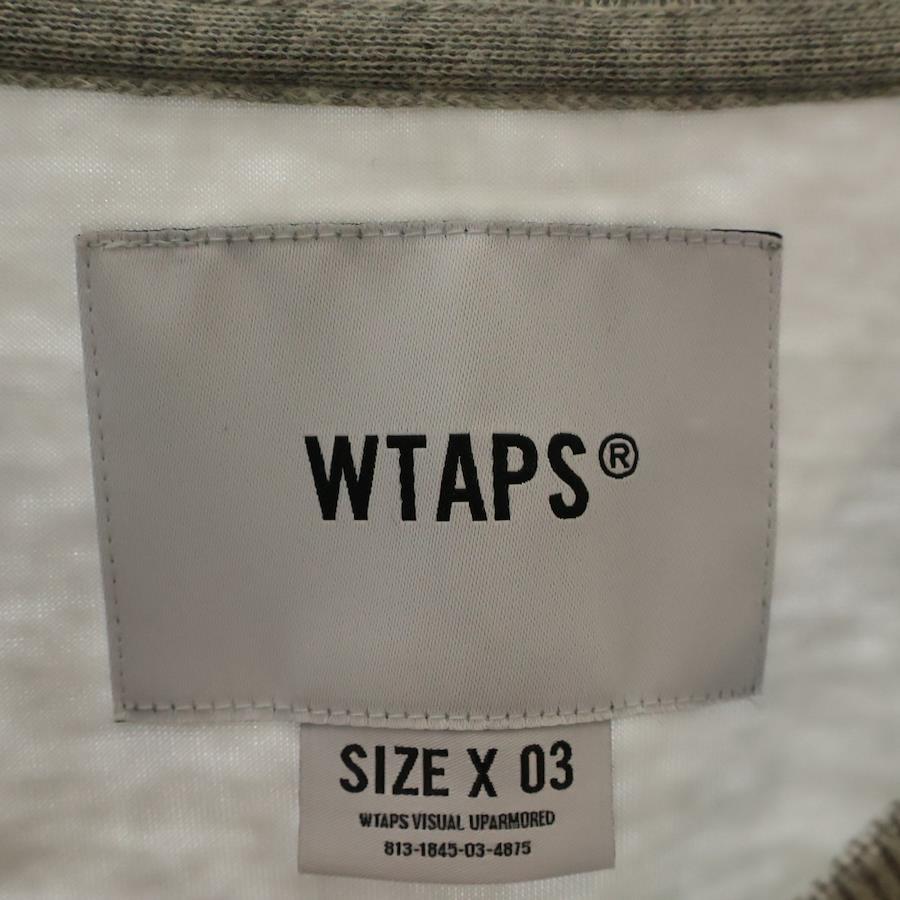 WTAPS®
SIZE X 03
WTAPS VISUAL UPARMORED
813-1845-03-4875